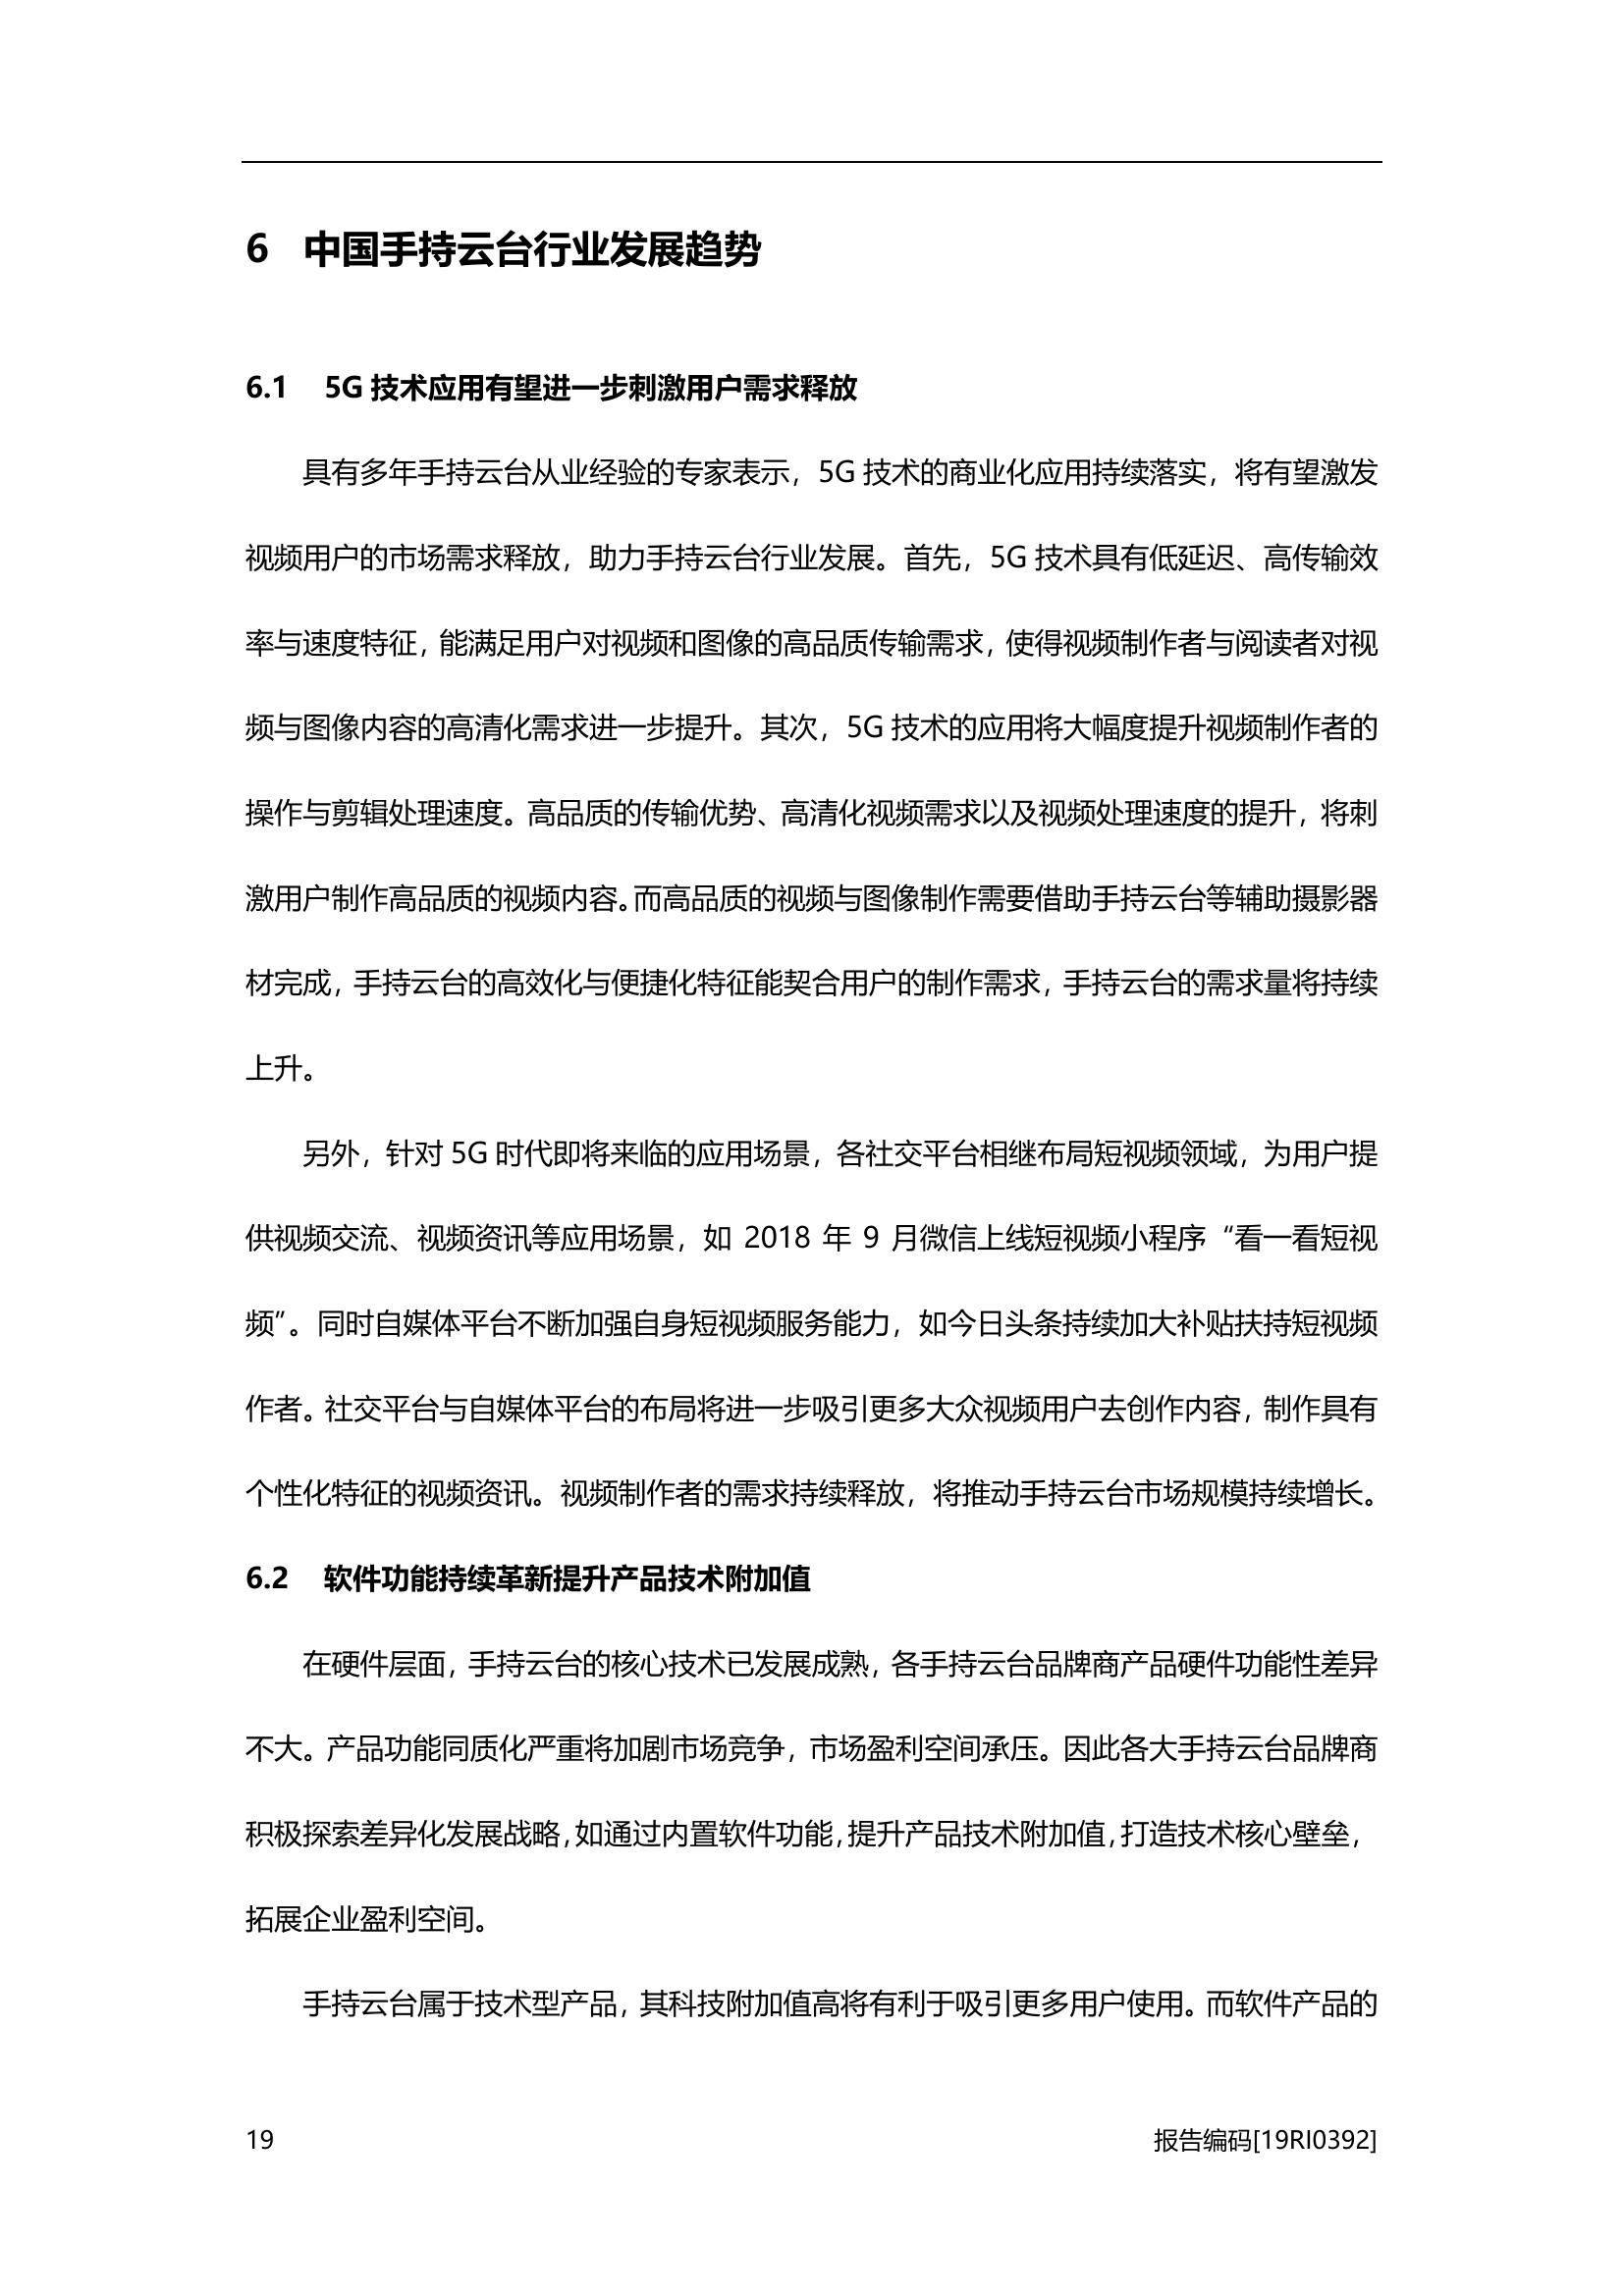 6 中国手持云台行业发展趋势
6.1 5G 技术应用有望进一步刺激用户需求释放
具有多年手持云台从业经验的专家表示，5G 技术的商业化应用持续落实，将有望激发
视频用户的市场需求释放，助力手持云台行业发展。首先，5G 技术具有低延迟、高传输效
率与速度特征，能满足用户对视频和图像的高品质传输需求，使得视频制作者与阅读者对视
频与图像内容的高清化需求进一步提升。其次，5G 技术的应用将大幅度提升视频制作者的
操作与剪辑处理速度。高品质的传输优势、高清化视频需求以及视频处理速度的提升，将刺
激用户制作高品质的视频内容。而高品质的视频与图像制作需要借助手持云台等辅助摄影器
材完成，手持云台的高效化与便捷化特征能契合用户的制作需求，手持云台的需求量将持续
上升。
另外，针对 5G 时代即将来临的应用场景，各社交平台相继布局短视频领域，为用户提
供视频交流、视频资讯等应用场景，如 2018 年 9 月微信上线短视频小程序“看一看短视
频”。同时自媒体平台不断加强自身短视频服务能力，如今日头条持续加大补贴扶持短视频
作者。社交平台与自媒体平台的布局将进一步吸引更多大众视频用户去创作内容，制作具有
个性化特征的视频资讯。视频制作者的需求持续释放，将推动手持云台市场规模持续增长。
6.2 软件功能持续革新提升产品技术附加值
在硬件层面，手持云台的核心技术已发展成熟，各手持云台品牌商产品硬件功能性差异
不大。产品功能同质化严重将加剧市场竞争，市场盈利空间承压。因此各大手持云台品牌商
积极探索差异化发展战略，如通过内置软件功能，提升产品技术附加值，打造技术核心壁垒，
拓展企业盈利空间。
手持云台属于技术型产品，其科技附加值高将有利于吸引更多用户使用。而软件产品的
19 报告编码[19RI0392]